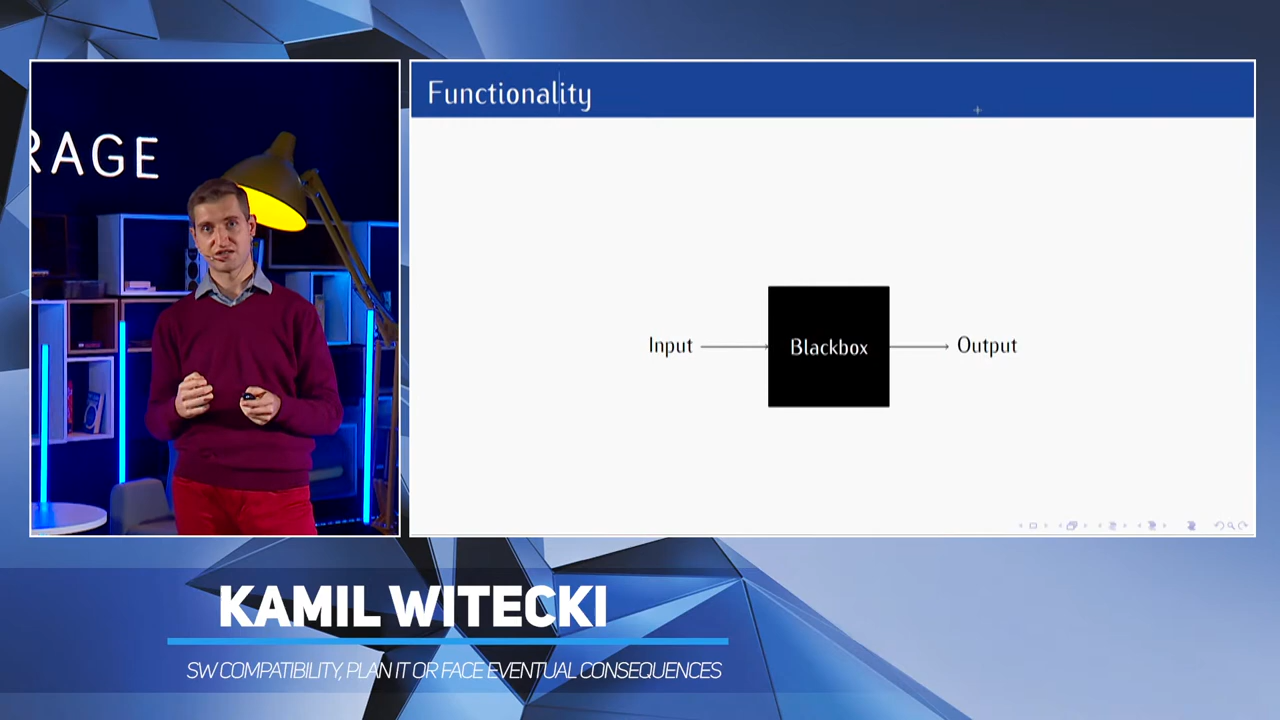 RAGE
Functionality
Input
Blackbox
Output
KAMIL WITECKI
SW COMPATIBILITY, PLAN IT OR FACE EVENTUAL CONSEQUENCES